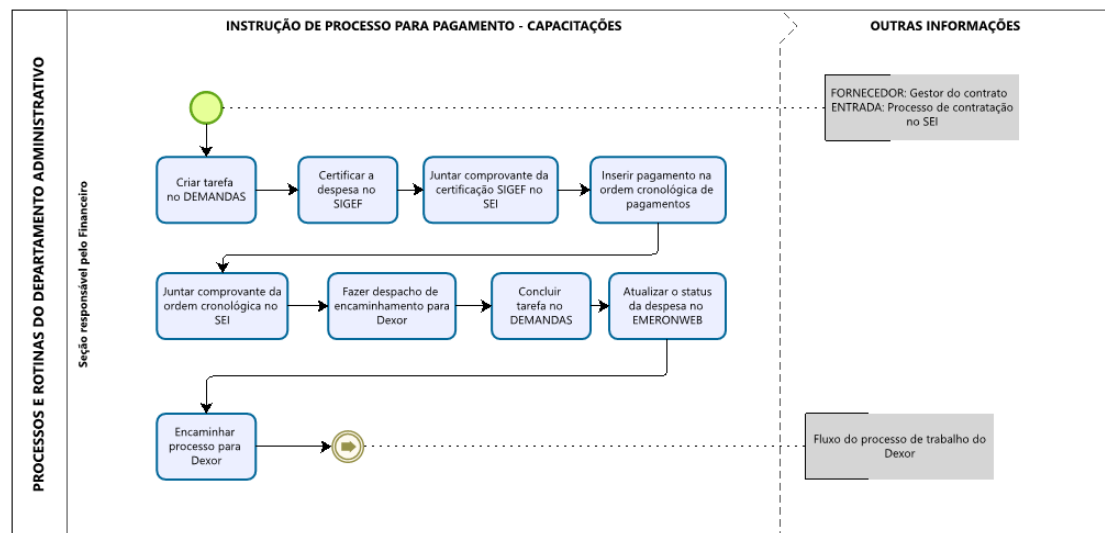 PROCESSOS E ROTINAS DO DEPARTAMENTO ADMINISTRATIVO
Seção responsável pelo Financeiro
INSTRUÇÃO DE PROCESSO PARA PAGAMENTO - CAPACITAÇÕES
OUTRAS INFORMAÇÕES
FORNECEDOR: Gestor do contrato
ENTRADA: Processo de contratação
no SEI
Criar tarefa
no DEMANDAS
Certificar a
despesa no
SIGEF
Juntar comprovante da
certificação SIGEF no
SEI
Inserir pagamento na
ordem cronológica de
pagamentos
Juntar comprovante da
ordem cronológica no
SEI
Fazer despacho de
encaminhamento para
Dexor
Concluir
tarefa no
DEMANDAS
Atualizar o status
da despesa no
EMERONWEB
Encaminhar
processo para
Dexor
Fluxo do processo de trabalho do
Dexor